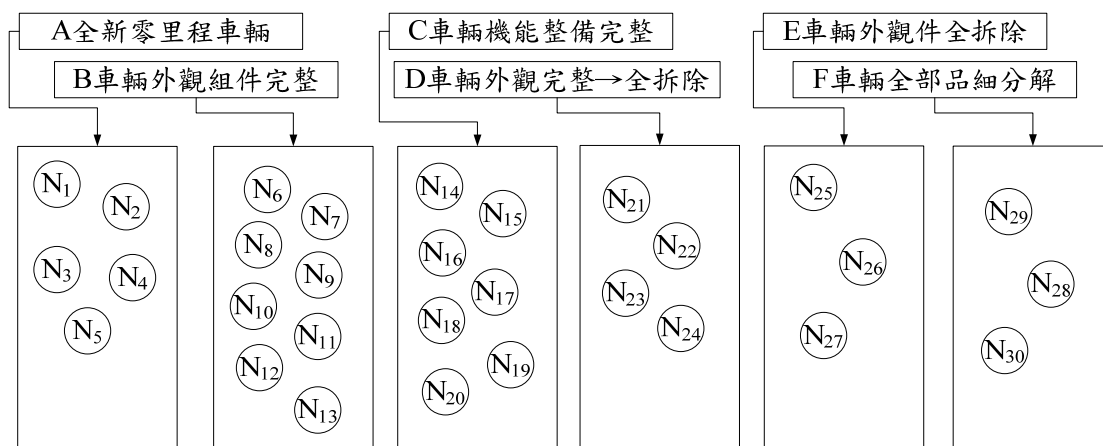 A全新零里程車輛
C車輛機能整備完整
E車輛外觀件全拆除
B車輛外觀組件完整
D車輛外觀完整→全拆除
F車輛全部品細分解
N1
N2
N3
N4
N5
N6
N7
N8
N9
N10
N11
N12
N13
N14
N15
N16
N17
N18
N19
N20
N21
N22
N23
N24
N25
N26
N27
N29
N28
N30